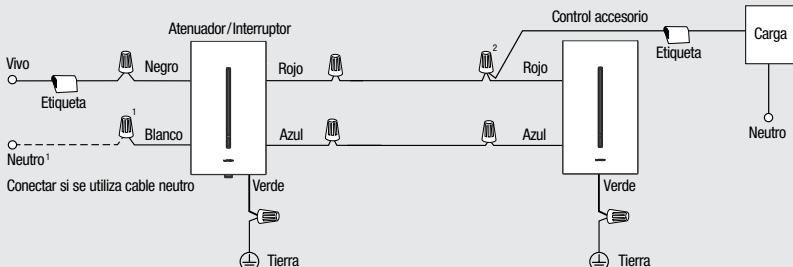 Control accesorio
Atenuador/Interruptor
Carga
Vivo
Etiqueta
Negro
Rojo
2
Rojo
Etiqueta
Neutro
1
Blanco
Azul
Azul
Neutro1
Conectar si se utiliza cable neutro
Verde
Verde
Tierra
Tierra